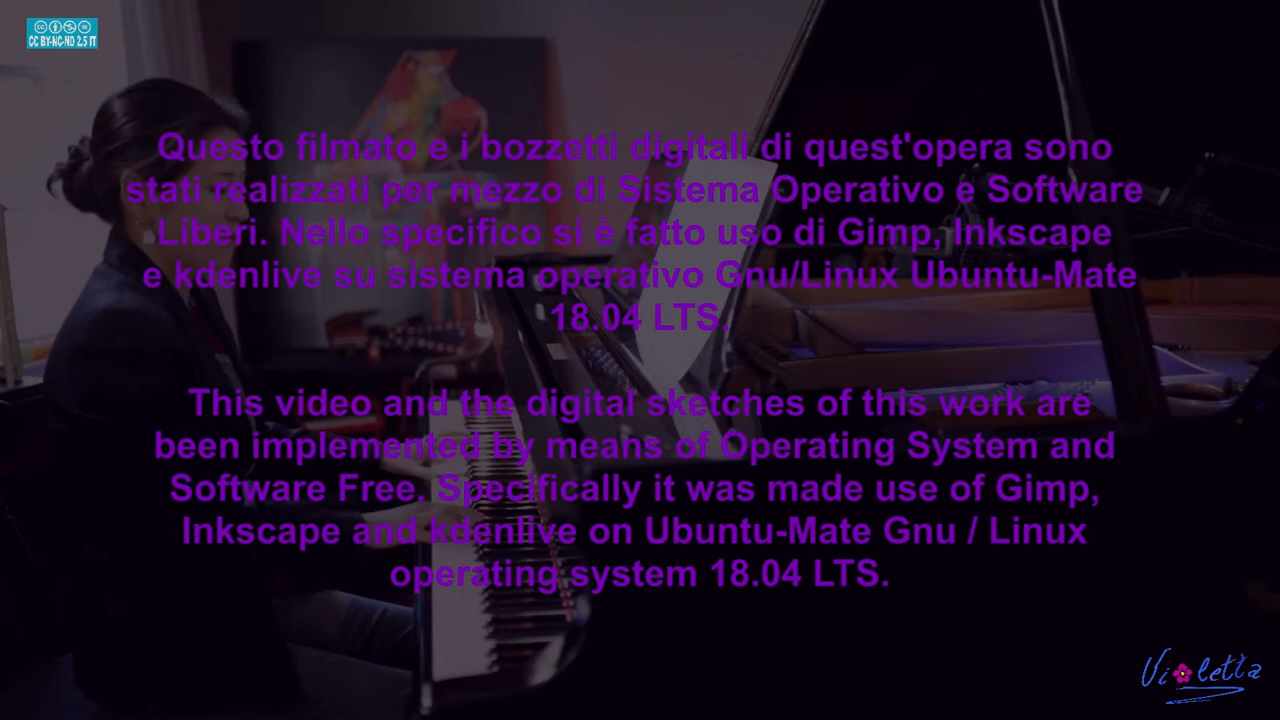 CC BY-NC-ND 2.5 IT
Questo filmato e i bozzetti digitali di quest'opera sono
stati realizzati per mezzo di Sistema Operativo e Software
Liberi. Nello specifico si è fatto uso di Gimp, Inkscape
e kdenlive su sistema operativo Gnu/Linux Ubuntu-Mate
18.04 LTS.
This video and the digital sketches of this work are
been implemented by means of Operating System and
Software Free. Specifically it was made use of Gimp,
Inkscape and kdenlive on Ubuntu-Mate Gnu / Linux
operating system 18.04 LTS.
Violetta